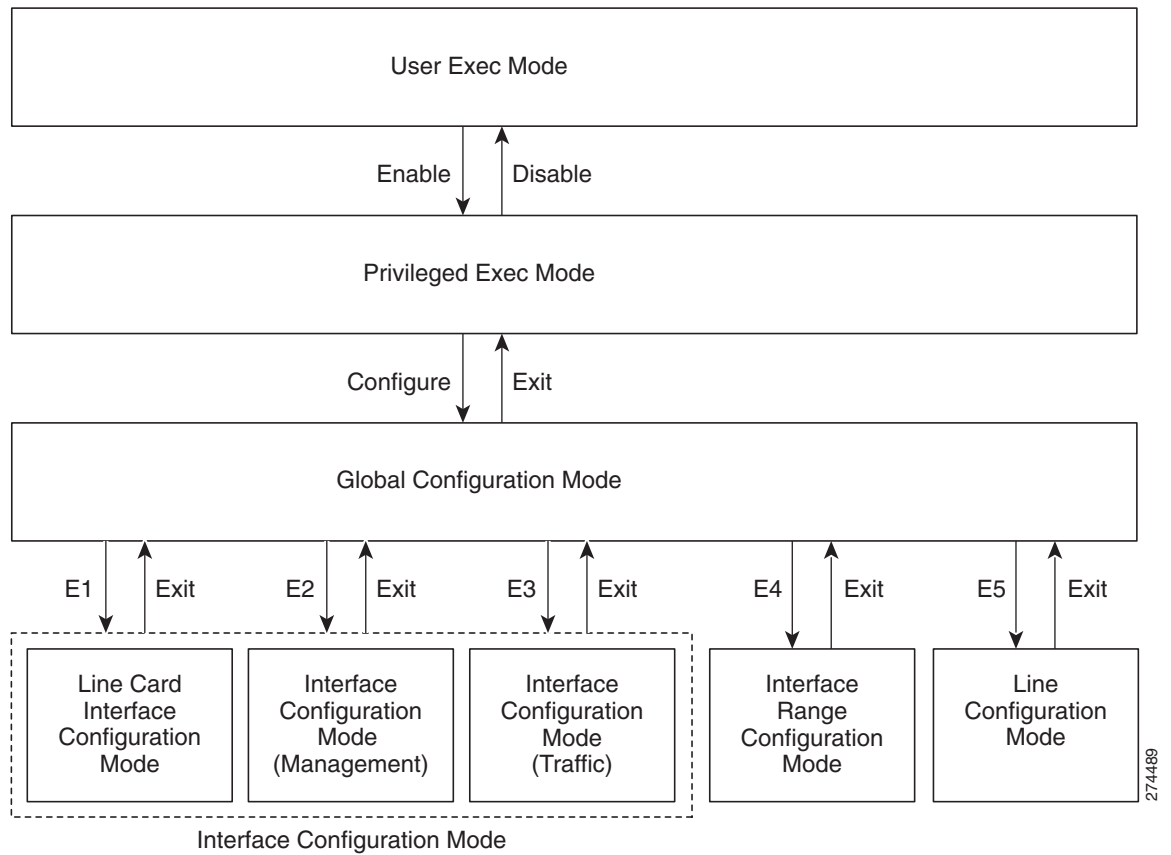 User Exec Mode
Enable
Disable
Privileged Exec Mode
Configure
Exit
Global Configuration Mode
E1
Exit
E2
Exit
E3
Exit
E4
Exit
E5
Exit
Line Card
Interface
Configuration
Mode
Interface
Configuration
Mode
(Management)
Interface
Configuration
Mode
(Traffic)
Interface
Range
Configuration
Mode
Line
Configuration
Mode
Interface Configuration Mode
274489